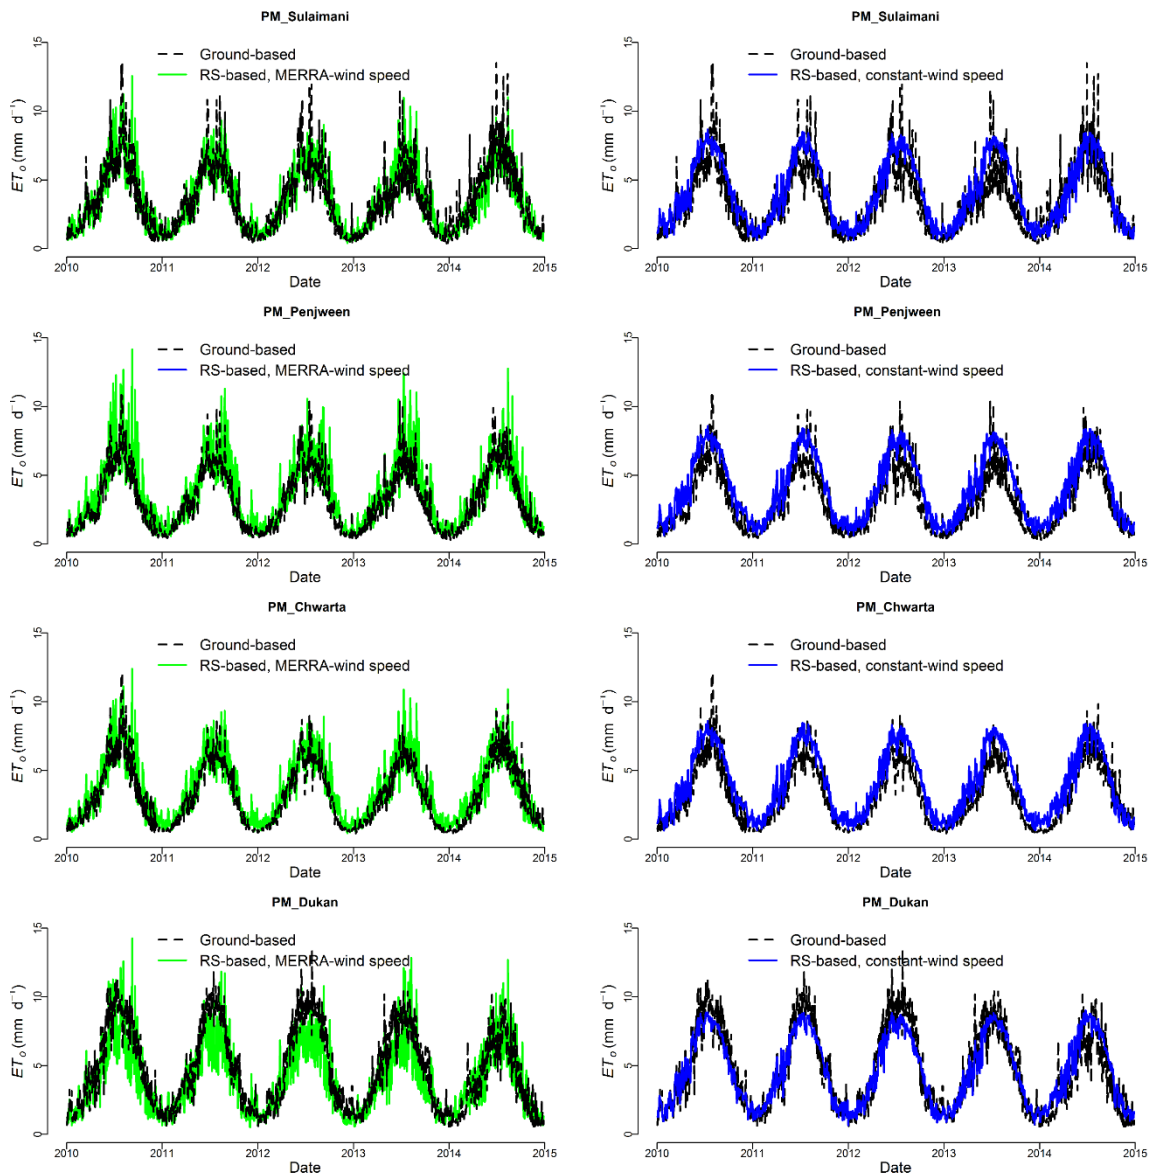 PM_Sulaimani
Ground-based
RS-based, MERRA-wind speed
ETo (mm d−1)
0 5 10 15
2010 2011 2012 2013 2014 2015
Date
PM_Sulaimani
Ground-based
RS-based, constant-wind speed
ETo (mm d−1)
0 5 10 15
2010 2011 2012 2013 2014 2015
Date
PM_Penjween
Ground-based
RS-based, MERRA-wind speed
ETo (mm d−1)
0 5 10 15
2010 2011 2012 2013 2014 2015
Date
PM_Penjween
Ground-based
RS-based, constant-wind speed
ETo (mm d−1)
0 5 10 15
2010 2011 2012 2013 2014 2015
Date
PM_Chwarta
Ground-based
RS-based, MERRA-wind speed
ETo (mm d−1)
0 5 10 15
2010 2011 2012 2013 2014 2015
Date
PM_Chwarta
Ground-based
RS-based, constant-wind speed
ETo (mm d−1)
0 5 10 15
2010 2011 2012 2013 2014 2015
Date
PM_Dukan
Ground-based
RS-based, MERRA-wind speed
ETo (mm d−1)
0 5 10 15
2010 2011 2012 2013 2014 2015
Date
PM_Dukan
Ground-based
RS-based, constant-wind speed
ETo (mm d−1)
0 5 10 15
2010 2011 2012 2013 2014 2015
Date